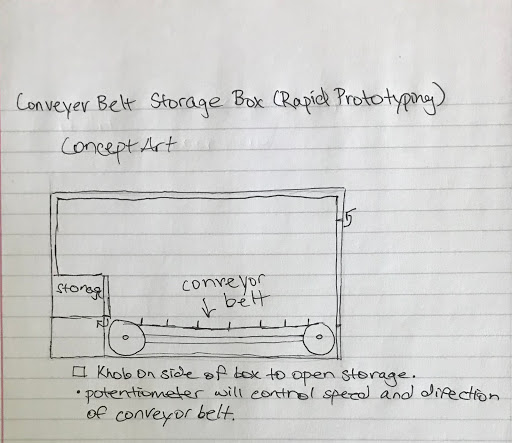 Conveyer Belt Storage Box (Rapid Prototyping)
Concept Art
storage
conveyor
belt
□ Knob on side of box to open storage.
• potentiometer will control speed and direction
of conveyor belt.